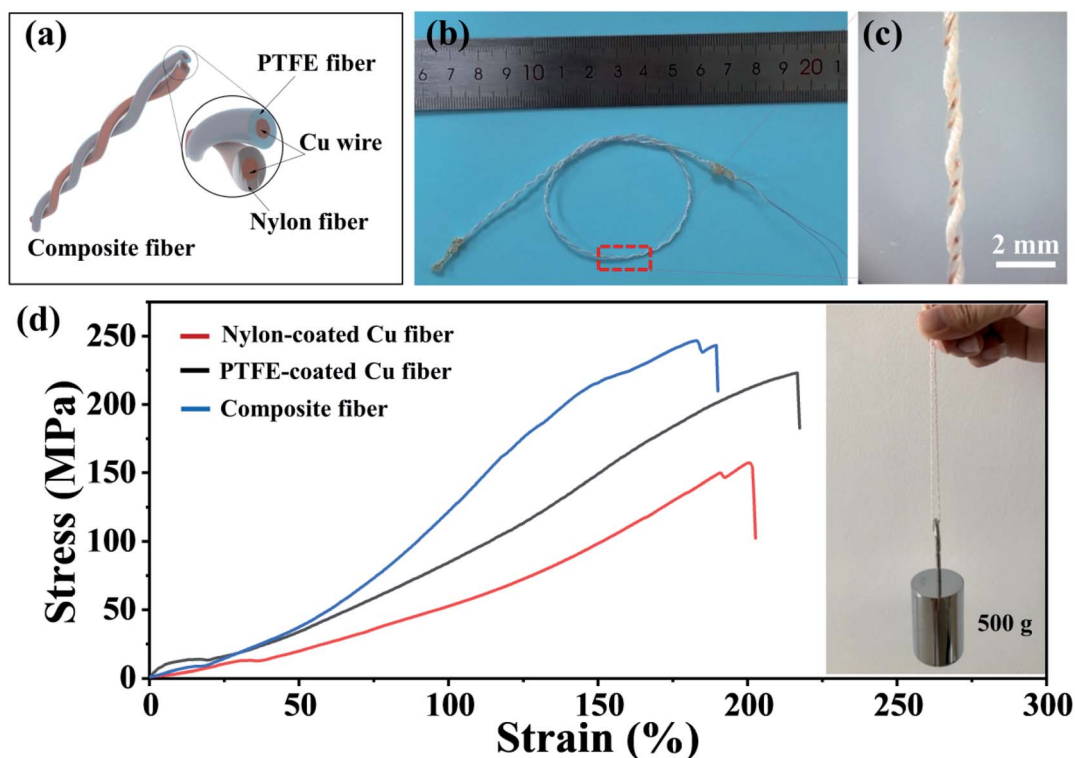 (a)
PTFE fiber
Cu wire
Nylon fiber
Composite fiber
(b)
6 7 8 9 10 1 2 3 4 5 6 7 8 9 20 1
(c)
2 mm
(d)
Nylon-coated Cu fiber
PTFE-coated Cu fiber
Composite fiber
500 g
Stress (MPa)
250
200
150
100
50
0
0 50 100 150 200 250 300
Strain (%)